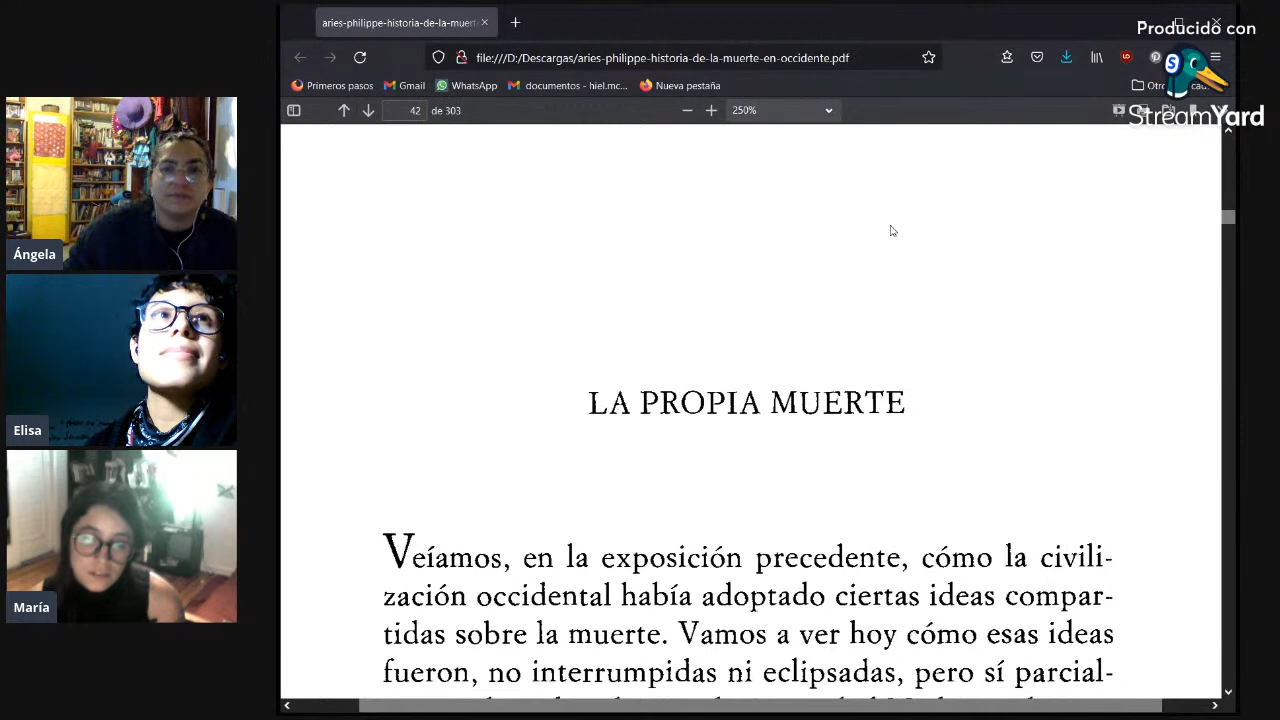 aries-philippe-historia-de-la-muert
Producido con
file:///D:/Descargas/aries-philippe-historia-de-la-muerte-en-occidente.pdf
Primeros pasos
Gmail
WhatsApp
documentos - hiel.mc...
Nueva pestaña
StreamYard
42 de 303
250%
Ángela
Elisa
María
LA PROPIA MUERTE
Veíamos, en la exposición precedente, cómo la civili-
zación occidental había adoptado ciertas ideas compar-
tidas sobre la muerte. Vamos a ver hoy cómo esas ideas
fueron, no interrumpidas ni eclipsadas, pero sí parcial-